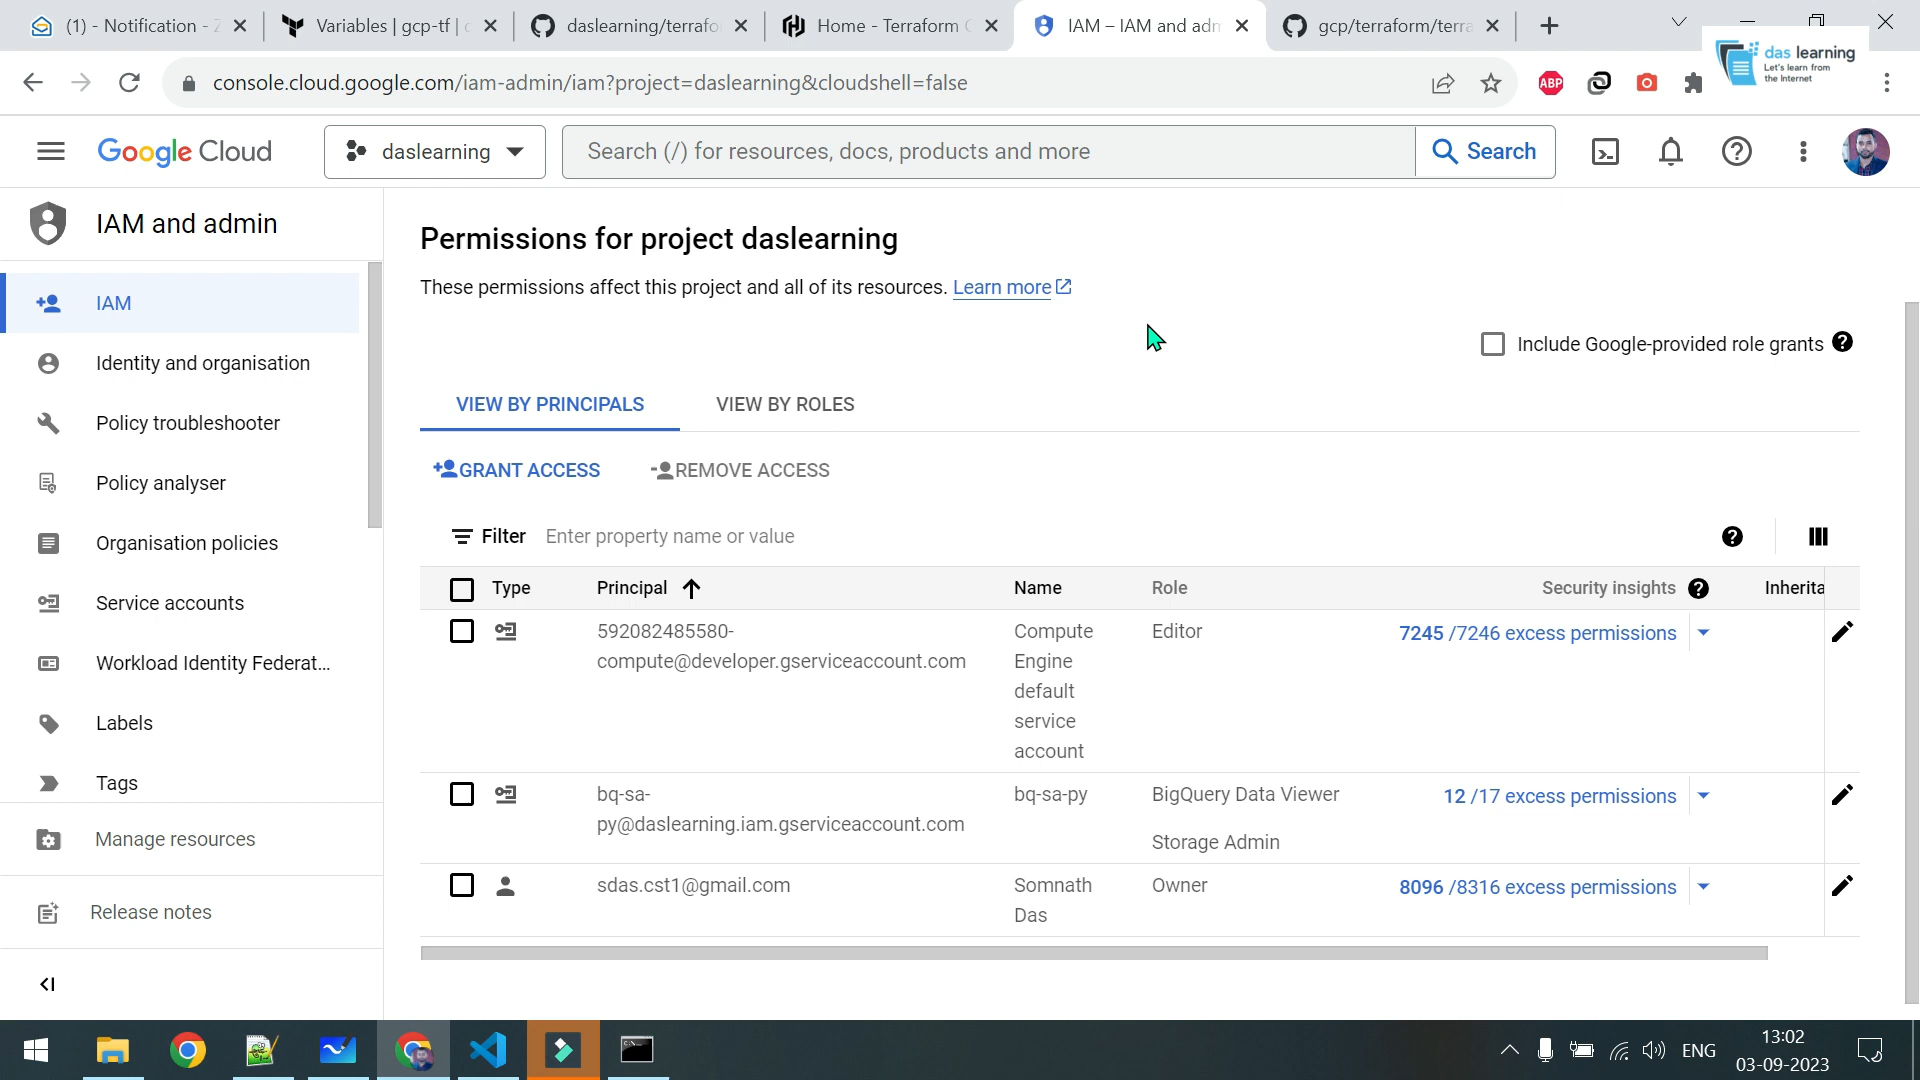 (1) - Notification - Z
Variables | gcp-tf | c
daslearning/terrafo
Home - Terraform C
IAM – IAM and adm
gcp/terraform/terra
das learning
Let's learn from
the Internet
console.cloud.google.com/iam-admin/iam?project=daslearning&cloudshell=false
ABP
Google Cloud
daslearning
Search (/) for resources, docs, products and more
Search
IAM and admin
IAM
Identity and organisation
Policy troubleshooter
Policy analyser
Organisation policies
Service accounts
Workload Identity Federat...
Labels
Tags
Manage resources
Release notes
Permissions for project daslearning
These permissions affect this project and all of its resources. Learn more
Include Google-provided role grants
VIEW BY PRINCIPALS
VIEW BY ROLES
GRANT ACCESS
REMOVE ACCESS
Filter
Enter property name or value
Type
Principal
Name
Role
Security insights
Inherita
592082485580-
compute@developer.gserviceaccount.com
Compute
Engine
default
service
account
Editor
7245 /7246 excess permissions
bq-sa-
py@daslearning.iam.gserviceaccount.com
bq-sa-py
BigQuery Data Viewer
Storage Admin
12 /17 excess permissions
sdas.cst1@gmail.com
Somnath
Das
Owner
8096 /8316 excess permissions
ENG
13:02
03-09-2023